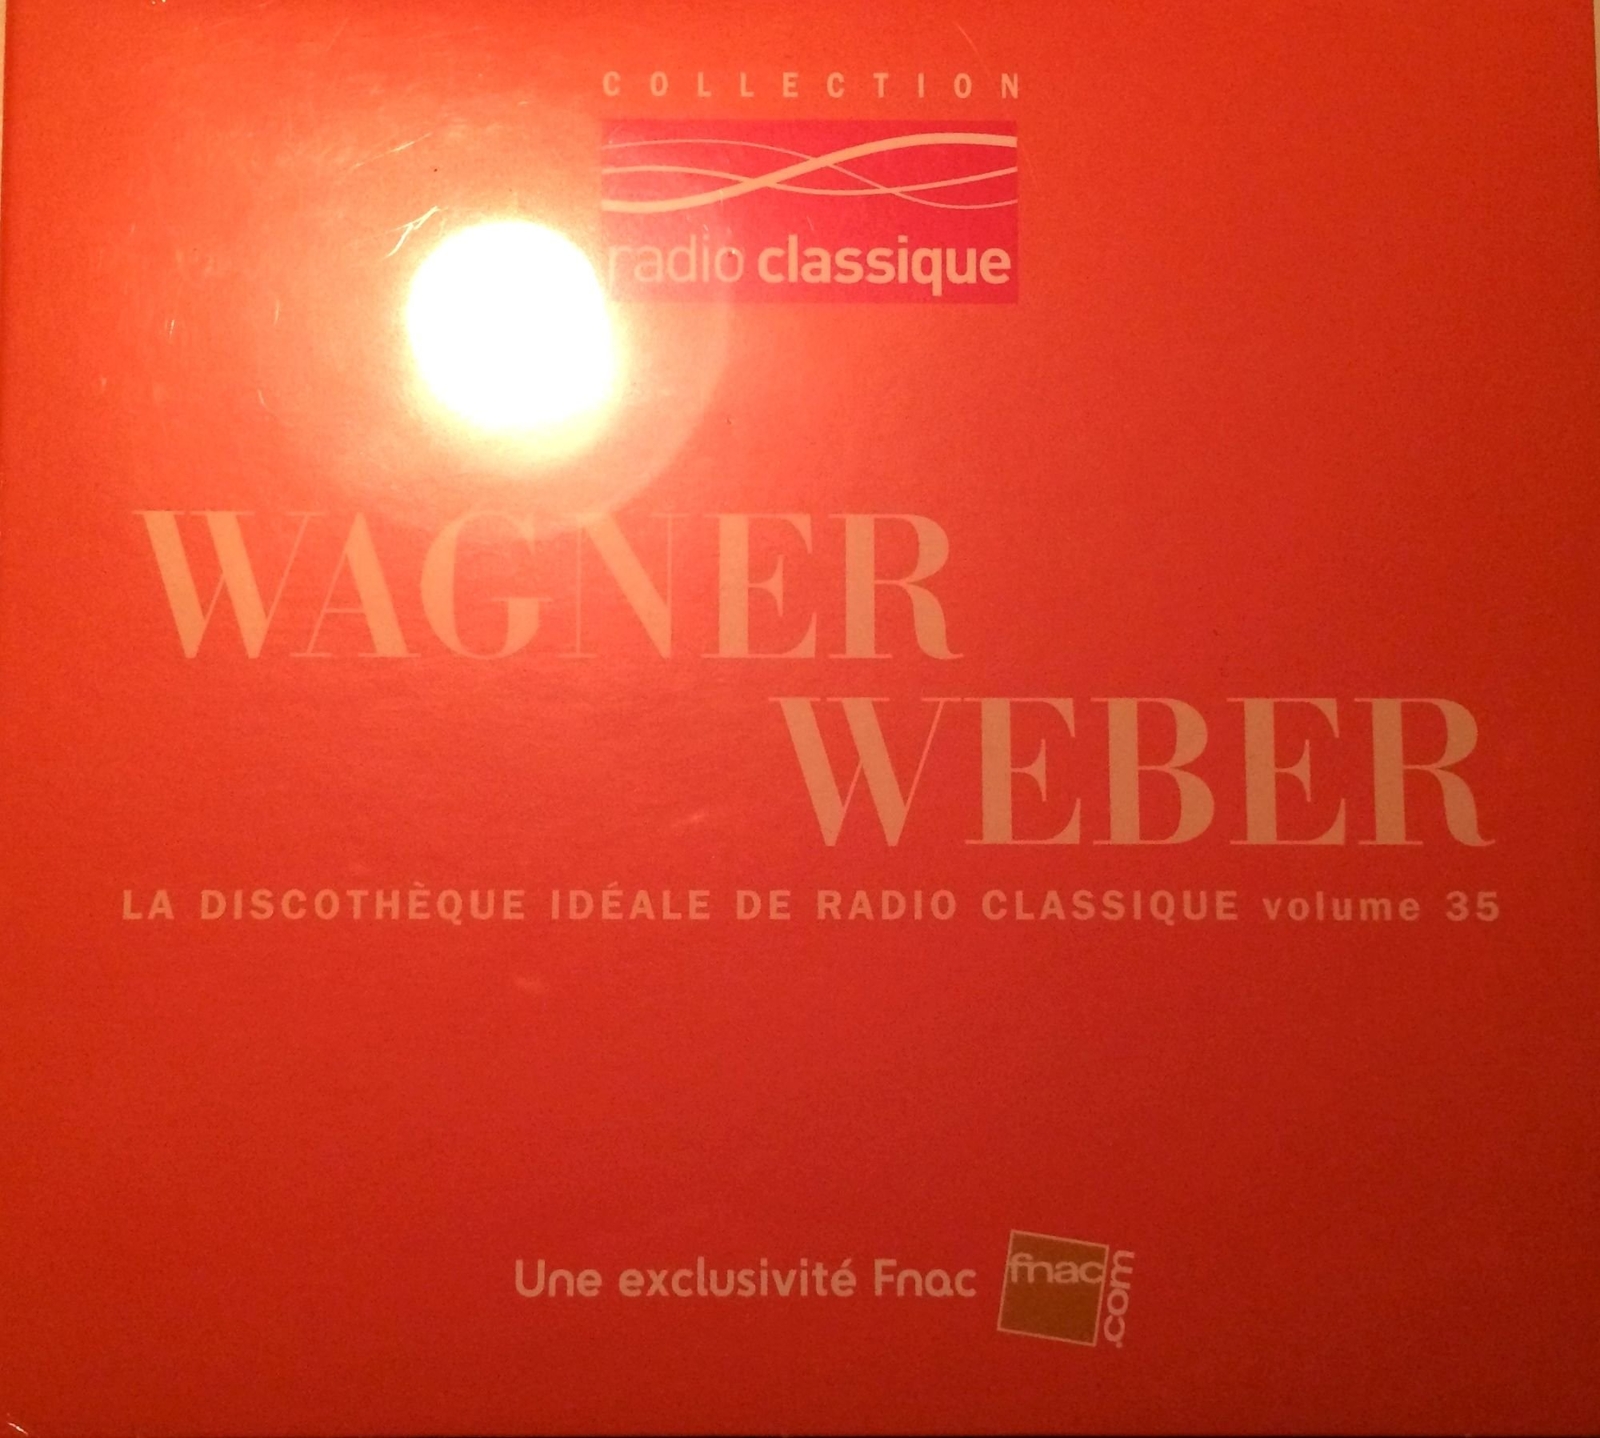 COLLECTION
radio classique
WAGNER
WEBER
LA DISCOTHÈQUE IDÉALE DE RADIO CLASSIQUE volume 35
Une exclusivité Fnac
fnac
.com